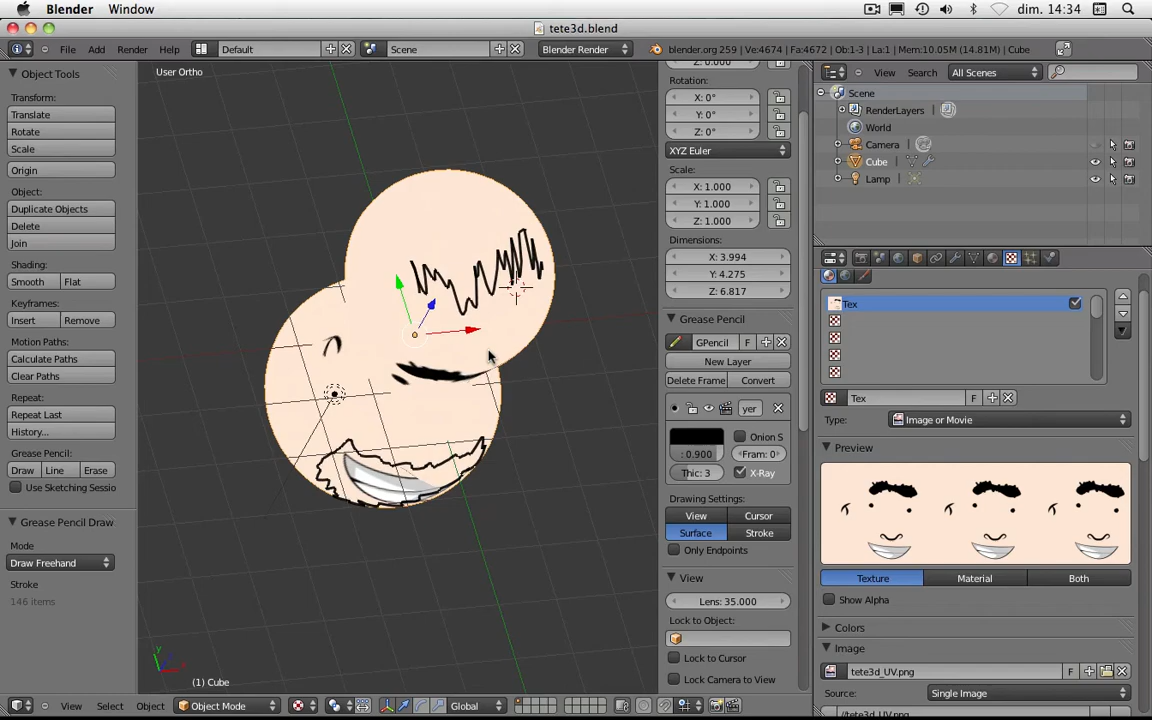 Blender Window
dim. 14:34
tete3d.blend
File Add Render Help
Default
Scene
Blender Render
blender.org 259 | Ve:4674 | Fa:4672 | Ob:1-3 | La:1 | Mem:10.05M (14.81M) | Cube
Object Tools
Transform:
Translate
Rotate
Scale
Origin
Object:
Duplicate Objects
Delete
Join
Shading:
Smooth Flat
Keyframes:
Insert Remove
Motion Paths:
Calculate Paths
Clear Paths
Repeat:
Repeat Last
History...
Grease Pencil:
Draw Line Erase
Use Sketching Sessio
Grease Pencil Draw
Mode
Draw Freehand
Stroke
146 items
User Ortho
y
(1) Cube
View Select Object
Object Mode
Global
Z: 0.000
Rotation:
X: 0°
Y: 0°
Z: 0°
XYZ Euler
Scale:
X: 1.000
Y: 1.000
Z: 1.000
Dimensions:
X: 3.994
Y: 4.275
Z: 6.817
Grease Pencil
GPencil F
New Layer
Delete Frame Convert
yer
Onion S
: 0.900
Fram: 0
Thic: 3
X-Ray
Drawing Settings:
View Cursor
Surface Stroke
Only Endpoints
View
Lens: 35.000
Lock to Object:
Lock to Cursor
Lock Camera to View
View Search
All Scenes
Scene
RenderLayers
World
Camera
Cube
Lamp
Tex
Tex F
Type:
Image or Movie
Preview
Texture Material Both
Show Alpha
Colors
Image
tete3d_UV.png F
Source:
Single Image
//tete3d_UV.png